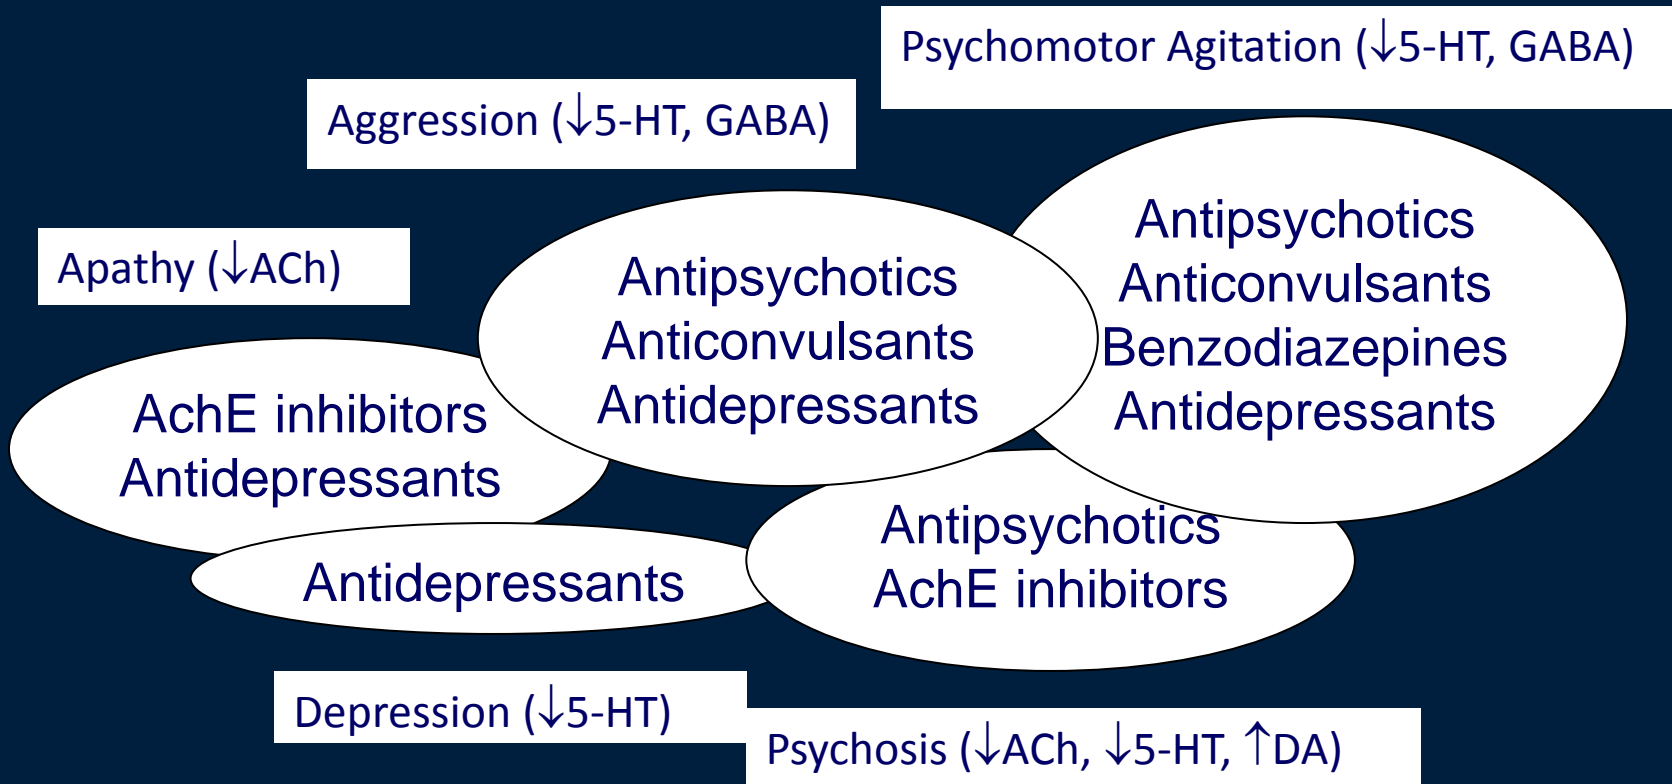 Psychomotor Agitation (↓5-HT, GABA)
Aggression (↓5-HT, GABA)
Apathy (↓ACh)
Antipsychotics
Anticonvulsants
Benzodiazepines
Antidepressants
Antipsychotics
Anticonvulsants
Antidepressants
AchE inhibitors
Antidepressants
Antipsychotics
AchE inhibitors
Antidepressants
Depression (↓5-HT)
Psychosis (↓ACh, ↓5-HT, ↑DA)